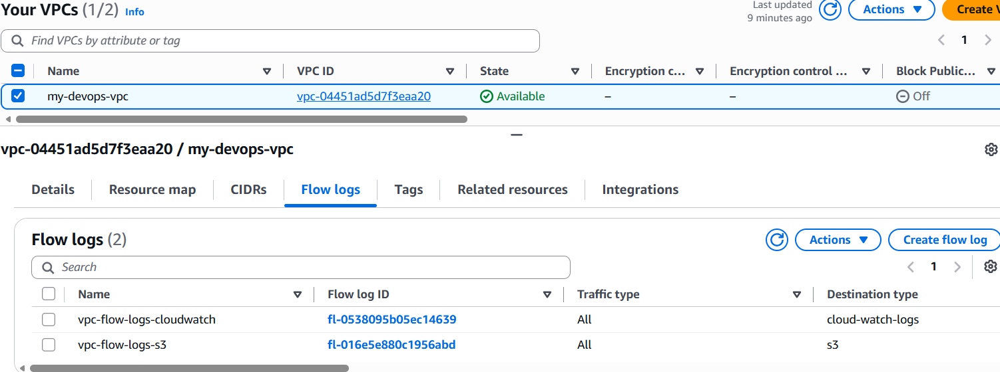 Your VPCs (1/2) Info
Last updated
9 minutes ago
Actions
Create V
Find VPCs by attribute or tag
1
Name VPC ID State Encryption c... Encryption control ... Block Public...
my-devops-vpc vpc-04451ad5d7f3eaa20 Available – – Off
vpc-04451ad5d7f3eaa20 / my-devops-vpc
Details Resource map CIDRs Flow logs Tags Related resources Integrations
Flow logs (2)
Actions
Create flow log
Search
1
Name Flow log ID Traffic type Destination type
vpc-flow-logs-cloudwatch fl-0538095b05ec14639 All cloud-watch-logs
vpc-flow-logs-s3 fl-016e5e880c1956abd All s3